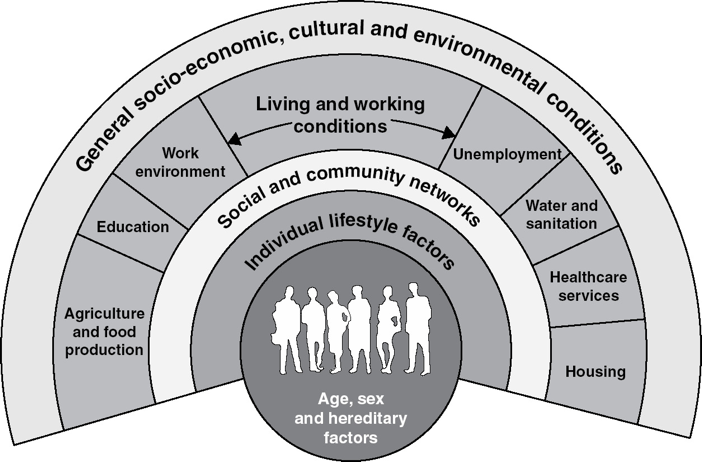 General socio-economic, cultural and environmental conditions
Living and working
conditions
Work
environment
Unemployment
Education
Water and
sanitation
Agriculture
and food
production
Healthcare
services
Housing
Social and community networks
Individual lifestyle factors
Age, sex
and hereditary
factors